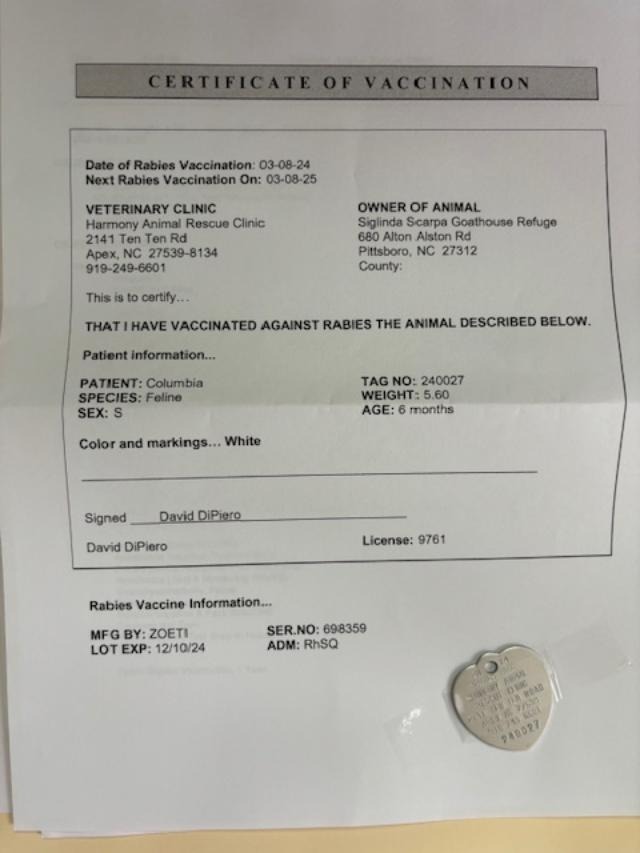 CERTIFICATE OF VACCINATION
Date of Rabies Vaccination: 03-08-24
Next Rabies Vaccination On: 03-08-25
VETERINARY CLINIC
Harmony Animal Rescue Clinic
2141 Ten Ten Rd
Apex, NC 27539-8134
919-249-6601
OWNER OF ANIMAL
Siglinda Scarpa Goathouse Refuge
680 Alton Alston Rd
Pittsboro, NC 27312
County:
This is to certify...
THAT I HAVE VACCINATED AGAINST RABIES THE ANIMAL DESCRIBED BELOW.
Patient information...
PATIENT: Columbia
SPECIES: Feline
SEX: S
TAG NO: 240027
WEIGHT: 5.60
AGE: 6 months
Color and markings... White
Signed David DiPiero
David DiPiero
License: 9761
Rabies Vaccine Information...
MFG BY: ZOETI
LOT EXP: 12/10/24
SER.NO: 698359
ADM: RhSQ
240027